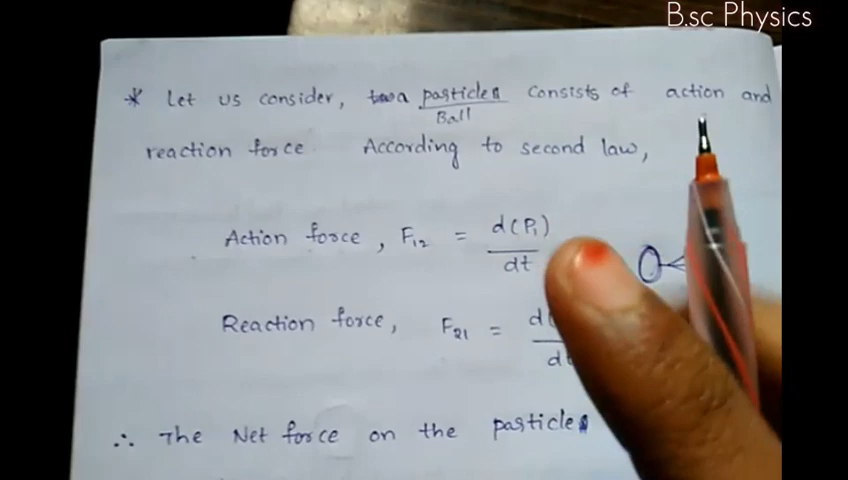 B.sc Physics
* Let us consider, a particle consists of action and
Ball
reaction force. According to second law,
Action force, F₁₂ = d(P₁)/dt
Reaction force, F₂₁ =
∴ The Net force on the particle